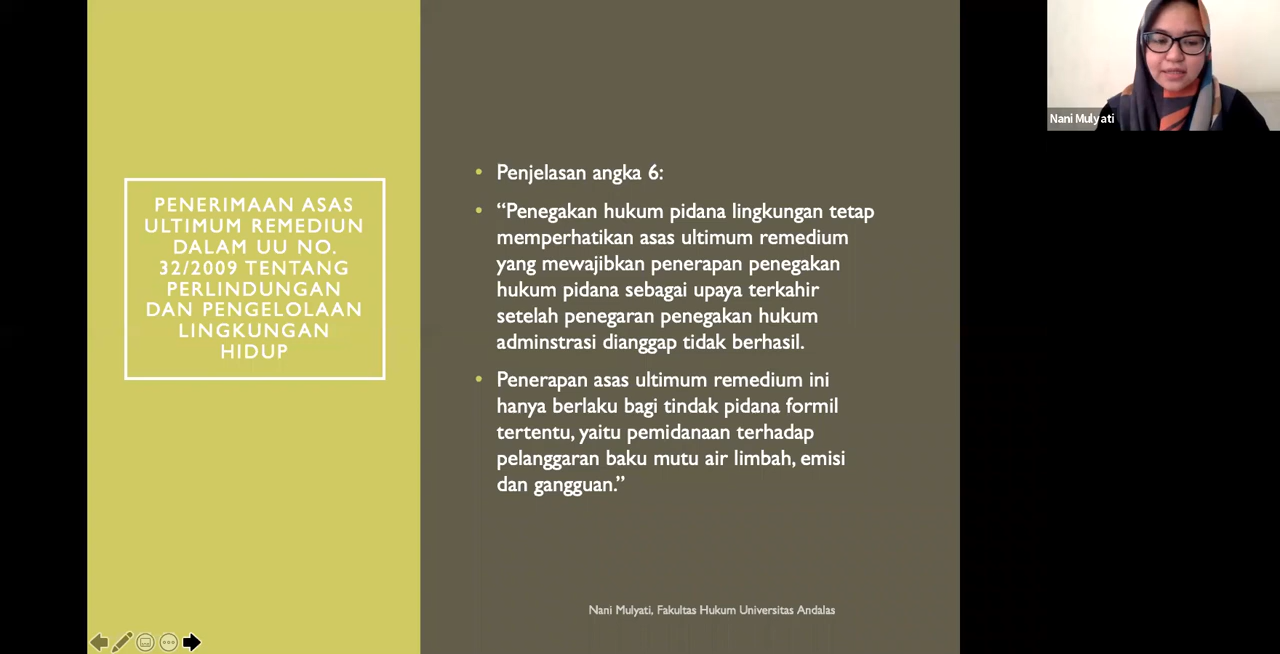 PENERIMAAN ASAS
ULTIMUM REMEDIUN
DALAM UU NO.
32/2009 TENTANG
PERLINDUNGAN
DAN PENGELOLAAN
LINGKUNGAN
HIDUP
• Penjelasan angka 6:
• “Penegakan hukum pidana lingkungan tetap
memperhatikan asas ultimum remedium
yang mewajibkan penerapan penegakan
hukum pidana sebagai upaya terkahir
setelah penegaran penegakan hukum
adminstrasi dianggap tidak berhasil.
• Penerapan asas ultimum remedium ini
hanya berlaku bagi tindak pidana formil
tertentu, yaitu pemidanaan terhadap
pelanggaran baku mutu air limbah, emisi
dan gangguan.”
Nani Mulyati, Fakultas Hukum Universitas Andalas
Nani Mulyati